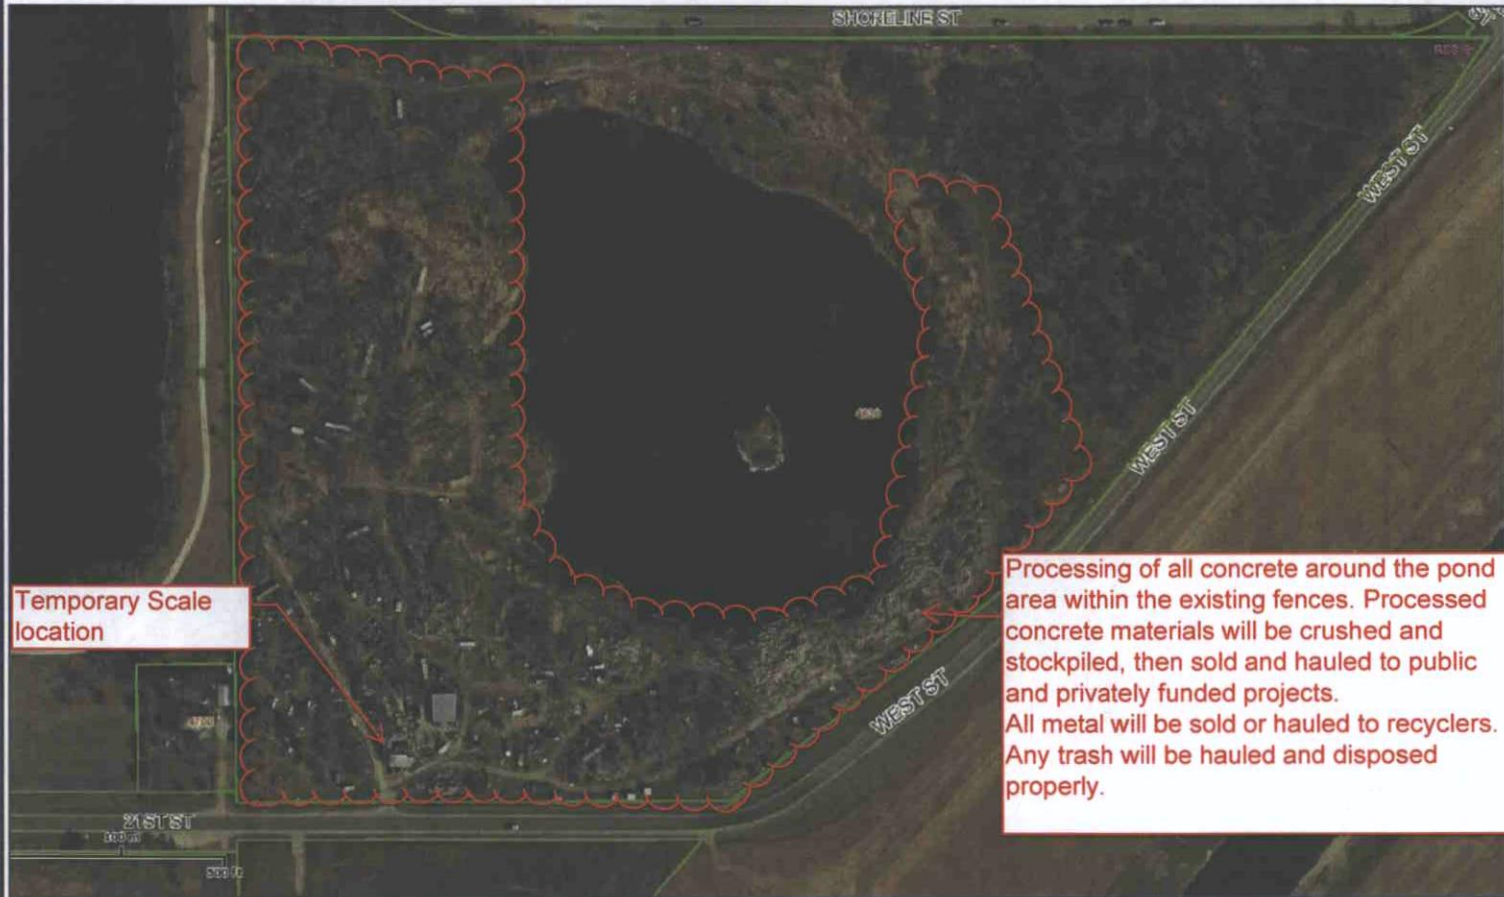 SHORELINE ST
WEST ST
WEST ST
WEST ST
Temporary Scale
location
Processing of all concrete around the pond
area within the existing fences. Processed
concrete materials will be crushed and
stockpiled, then sold and hauled to public
and privately funded projects.
All metal will be sold or hauled to recyclers.
Any trash will be hauled and disposed
properly.
21ST ST
100 m
500 ft